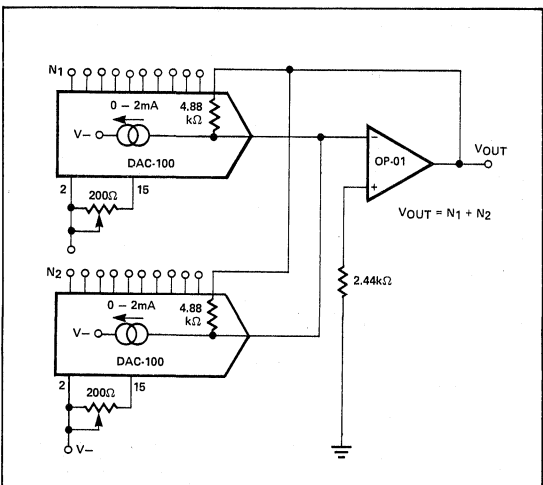 N1
0 – 2mA
4.88
kΩ
V–
DAC-100
2
15
200Ω
–
OP-01
+
VOUT
VOUT = N1 + N2
2.44kΩ
N2
0 – 2mA
4.88
kΩ
V–
DAC-100
2
15
200Ω
V–